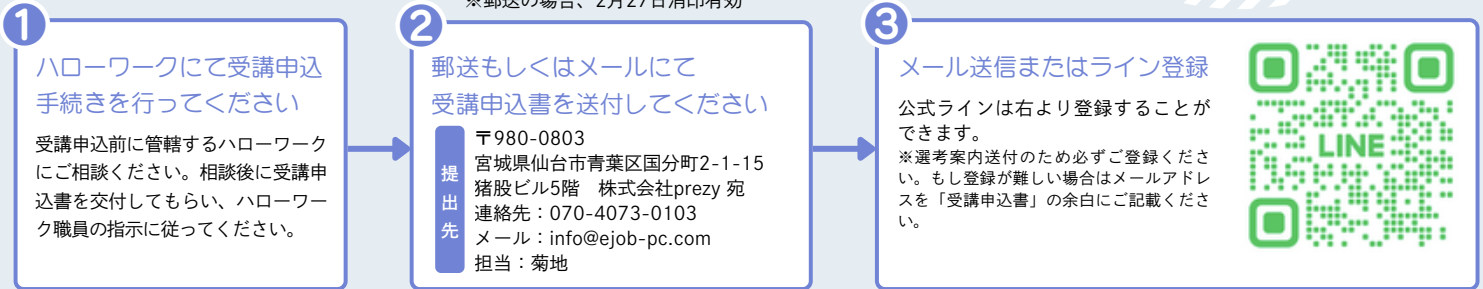 ※郵送の場合、2月27日消印有効
1
ハローワークにて受講申込
手続きを行ってください
受講申込前に管轄するハローワーク
にご相談ください。相談後に受講申
込書を交付してもらい、ハローワー
ク職員の指示に従ってください。
2
郵送もしくはメールにて
受講申込書を送付してください
提出先
〒980-0803
宮城県仙台市青葉区国分町2-1-15
猪股ビル5階　株式会社prezy 宛
連絡先：070-4073-0103
メール：info@ejob-pc.com
担当：菊地
3
メール送信またはライン登録
公式ラインは右より登録することが
できます。
※選考案内送付のため必ずご登録くださ
い。もし登録が難しい場合はメールアドレ
スを「受講申込書」の余白にご記載くださ
い。
LINE